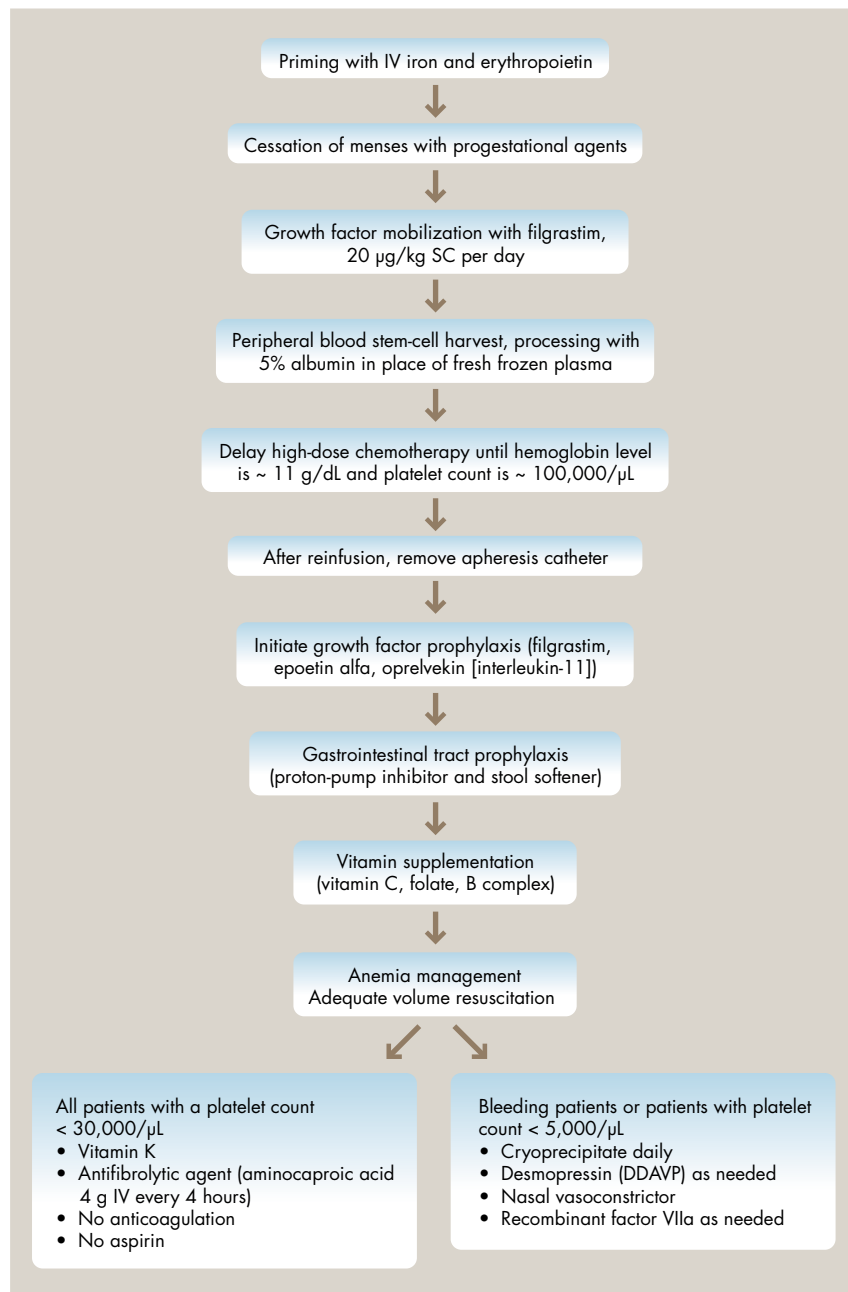 Priming with IV iron and erythropoietin
Cessation of menses with progestational agents
Growth factor mobilization with filgrastim,
20 µg/kg SC per day
Peripheral blood stem-cell harvest, processing with
5% albumin in place of fresh frozen plasma
Delay high-dose chemotherapy until hemoglobin level
is ~ 11 g/dL and platelet count is ~ 100,000/µL
After reinfusion, remove apheresis catheter
Initiate growth factor prophylaxis (filgrastim,
epoetin alfa, oprelvekin [interleukin-11])
Gastrointestinal tract prophylaxis
(proton-pump inhibitor and stool softener)
Vitamin supplementation
(vitamin C, folate, B complex)
Anemia management
Adequate volume resuscitation
All patients with a platelet count
< 30,000/µL
• Vitamin K
• Antifibrolytic agent (aminocaproic acid
4 g IV every 4 hours)
• No anticoagulation
• No aspirin
Bleeding patients or patients with platelet
count < 5,000/µL
• Cryoprecipitate daily
• Desmopressin (DDAVP) as needed
• Nasal vasoconstrictor
• Recombinant factor VIIa as needed